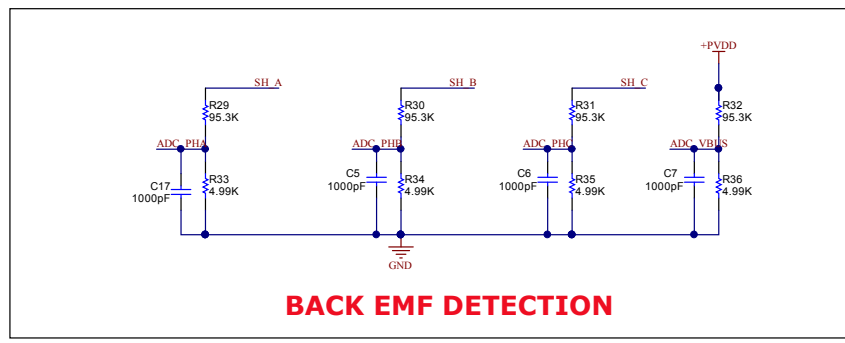 +PVDD
SH_A
SH_B
SH_C
R29
95.3K
R30
95.3K
R31
95.3K
R32
95.3K
ADC_PHA
ADC_PHB
ADC_PHC
ADC_VBUS
C17
1000pF
R33
4.99K
C5
1000pF
R34
4.99K
C6
1000pF
R35
4.99K
C7
1000pF
R36
4.99K
GND
BACK EMF DETECTION